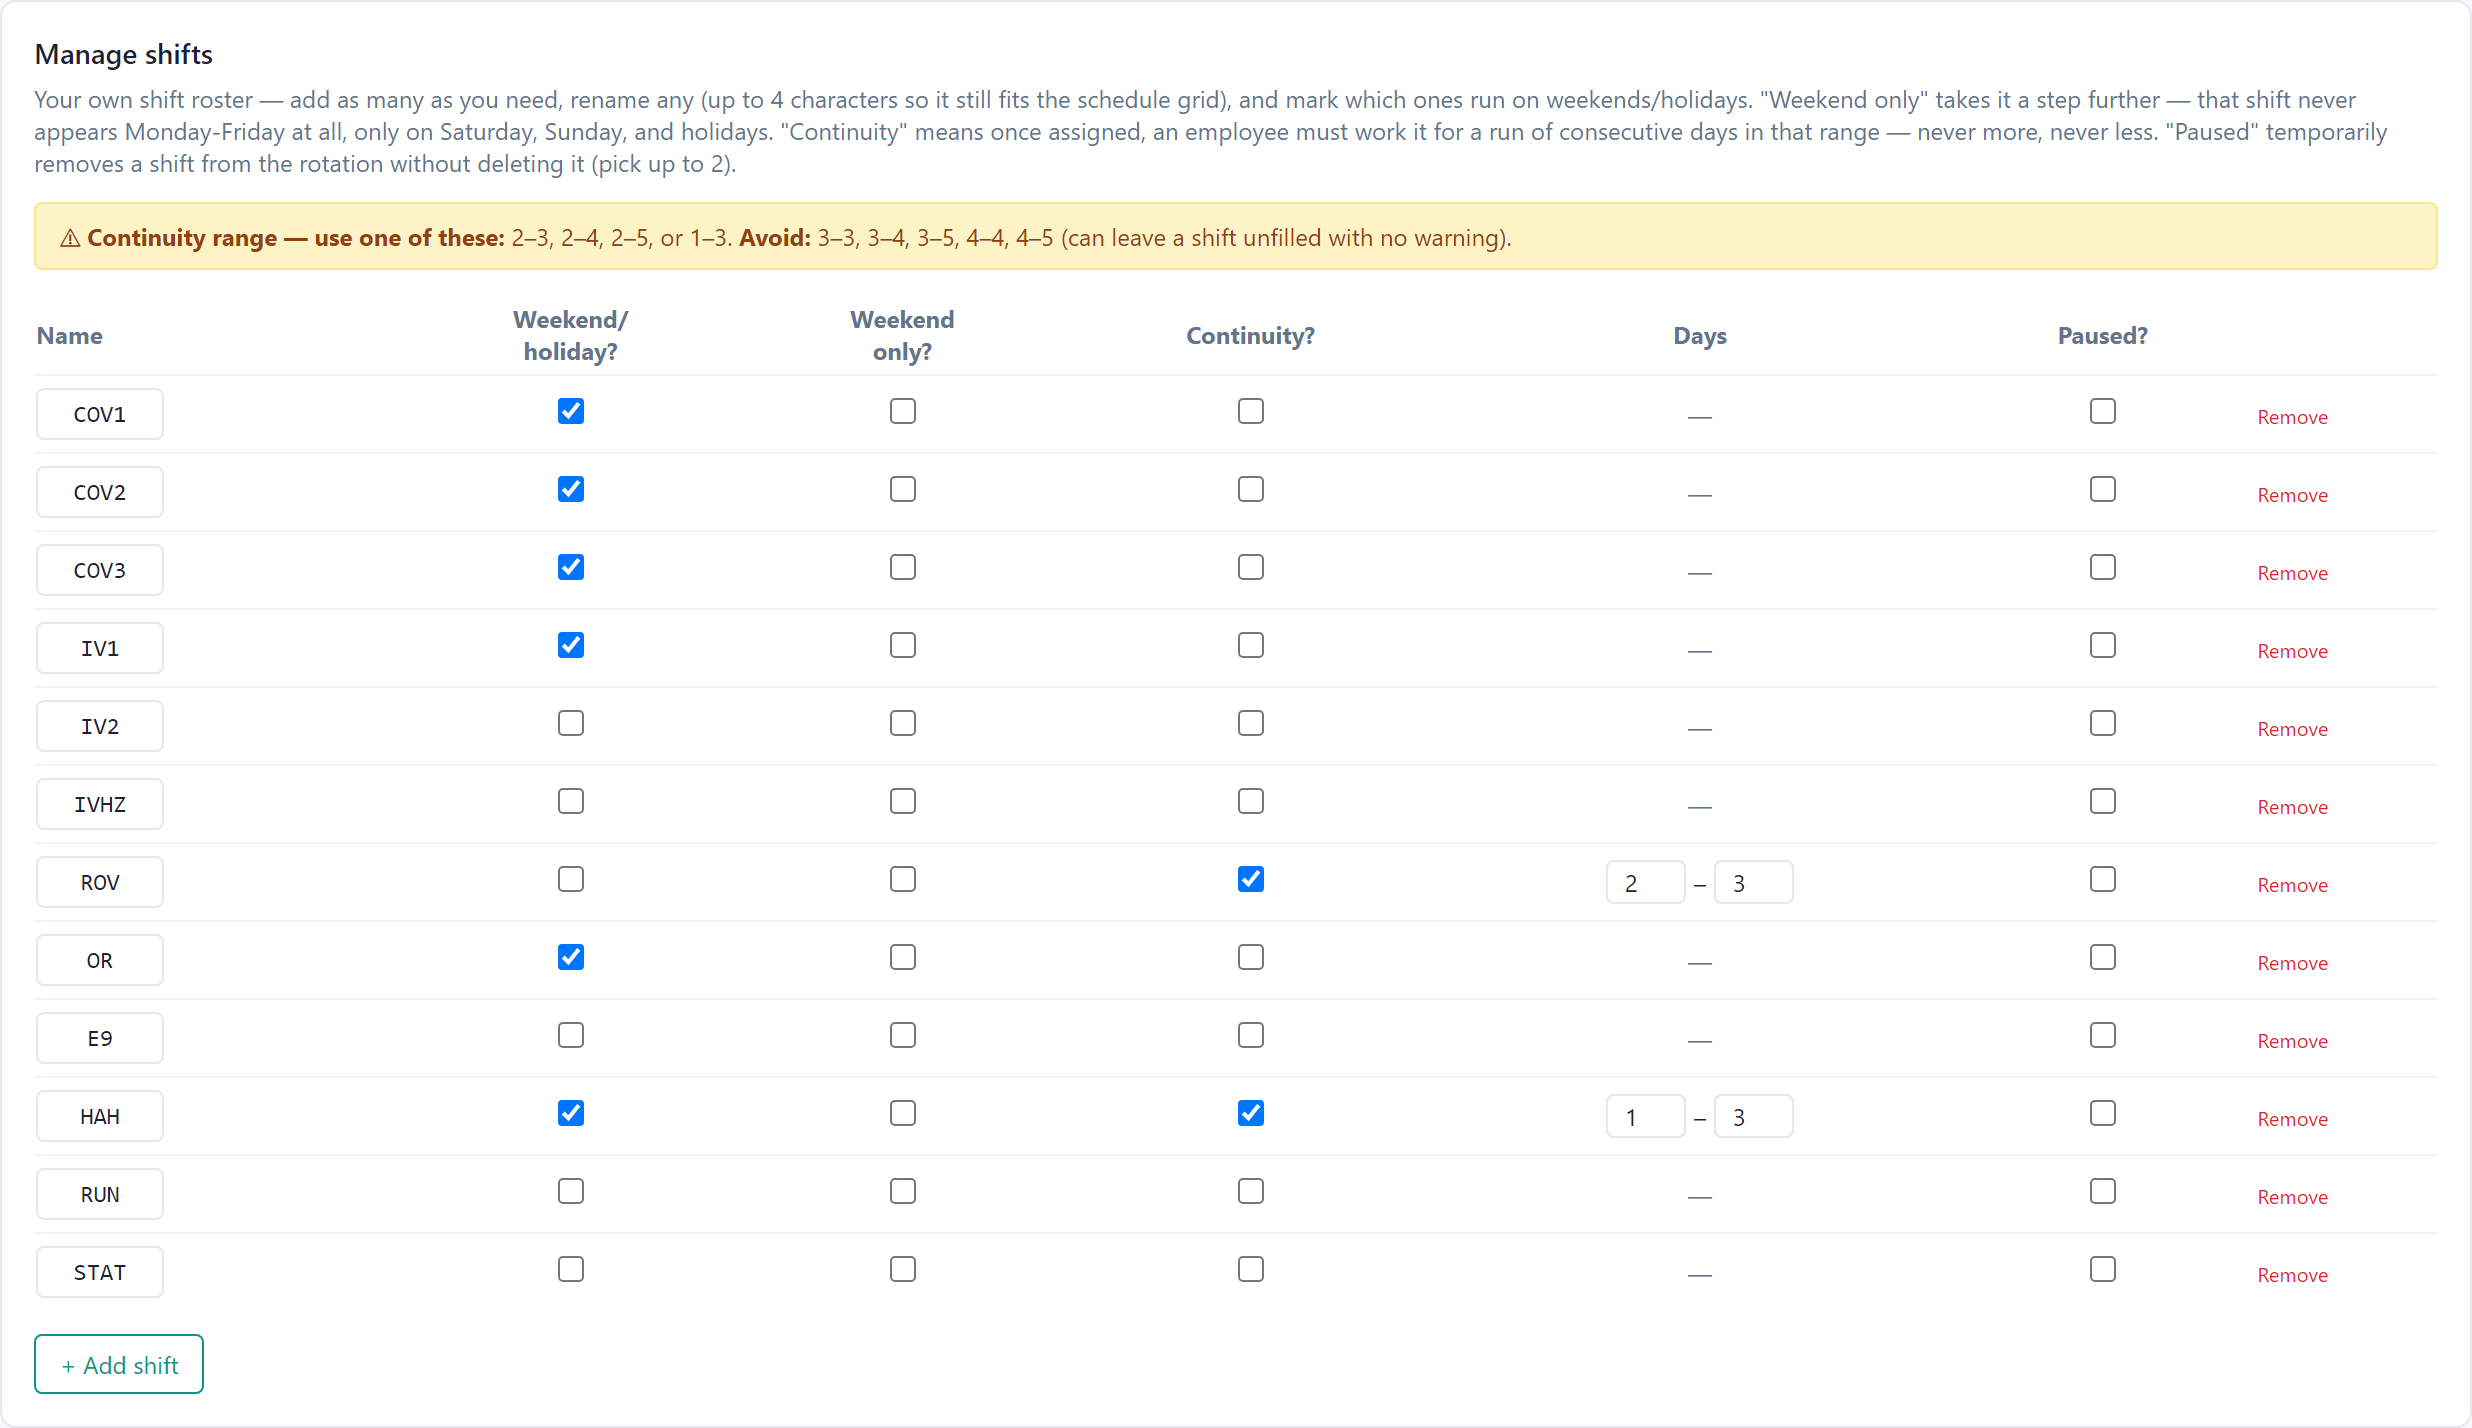 Manage shifts
Your own shift roster — add as many as you need, rename any (up to 4 characters so it still fits the schedule grid), and mark which ones run on weekends/holidays. "Weekend only" takes it a step further — that shift never
appears Monday-Friday at all, only on Saturday, Sunday, and holidays. "Continuity" means once assigned, an employee must work it for a run of consecutive days in that range — never more, never less. "Paused" temporarily
removes a shift from the rotation without deleting it (pick up to 2).
⚠ Continuity range — use one of these: 2–3, 2–4, 2–5, or 1–3. Avoid: 3–3, 3–4, 3–5, 4–4, 4–5 (can leave a shift unfilled with no warning).
Name Weekend/ holiday? Weekend only? Continuity? Days Paused?
COV1 — Remove
COV2 — Remove
COV3 — Remove
IV1 — Remove
IV2 — Remove
IVHZ — Remove
ROV 2 – 3 Remove
OR — Remove
E9 — Remove
HAH 1 – 3 Remove
RUN — Remove
STAT — Remove
+ Add shift